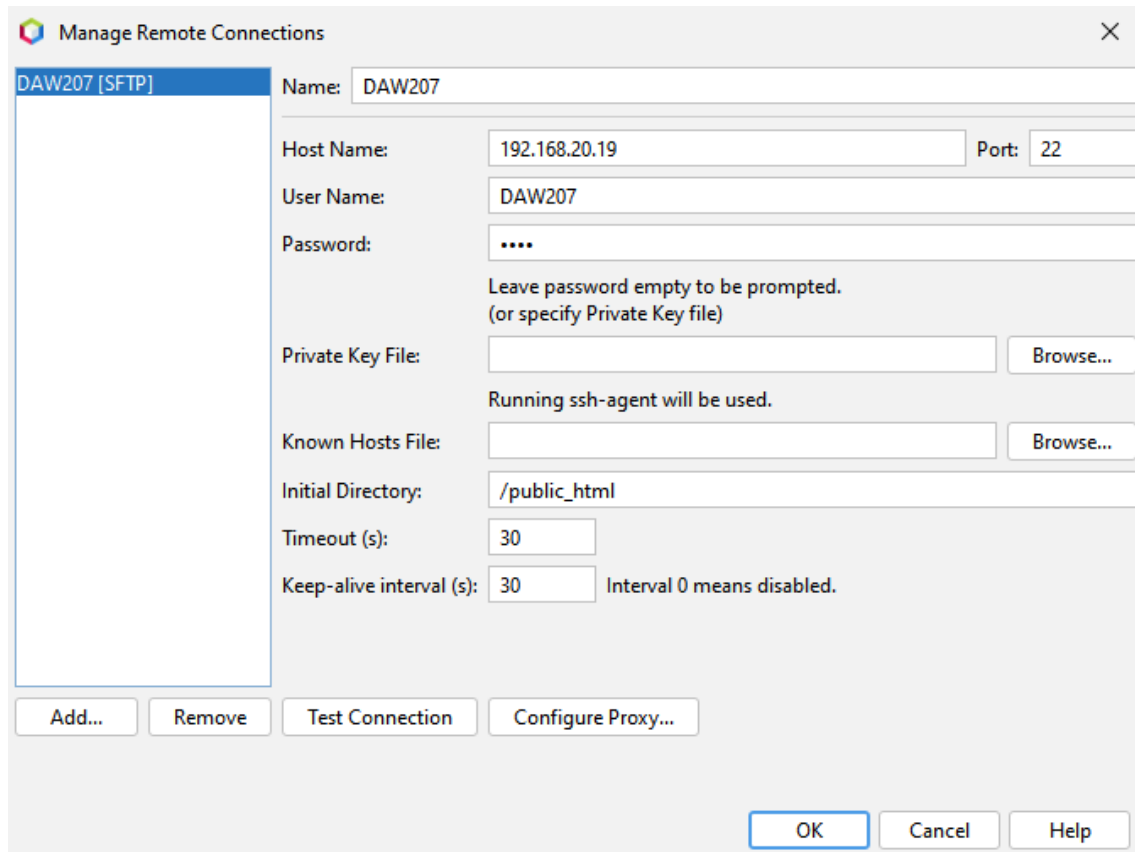 Manage Remote Connections
DAW207 [SFTP]
Name: DAW207
Host Name: 192.168.20.19 Port: 22
User Name: DAW207
Password: ••••
Leave password empty to be prompted.
(or specify Private Key file)
Private Key File: Browse...
Running ssh-agent will be used.
Known Hosts File: Browse...
Initial Directory: /public_html
Timeout (s): 30
Keep-alive interval (s): 30 Interval 0 means disabled.
Add... Remove Test Connection Configure Proxy...
OK Cancel Help